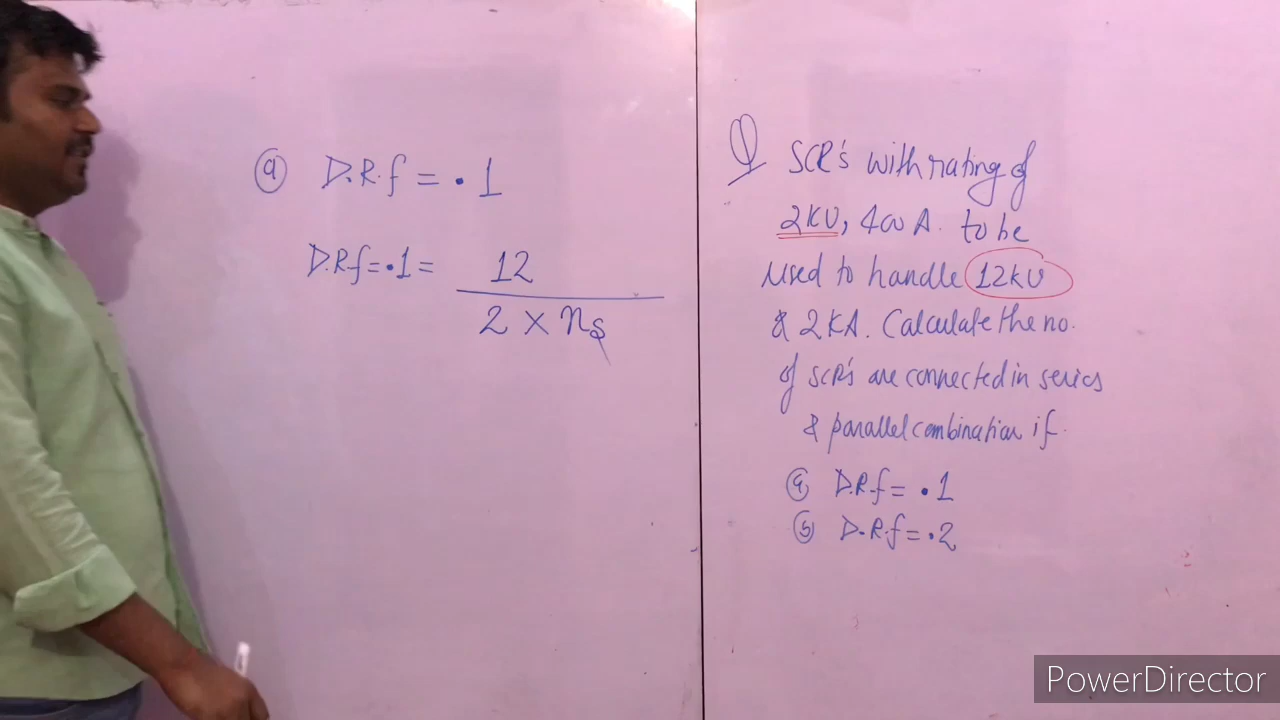 (a) D.R.f = .1
D.R.f = .1 = 12
2 × ns
Q SCR's with rating of
2KV, 400 A. to be
used to handle 12KV
& 2KA. Calculate the no.
of SCR's are connected in series
& parallel combination if.
(a) D.R.f = .1
(b) D.R.f = .2
PowerDirector